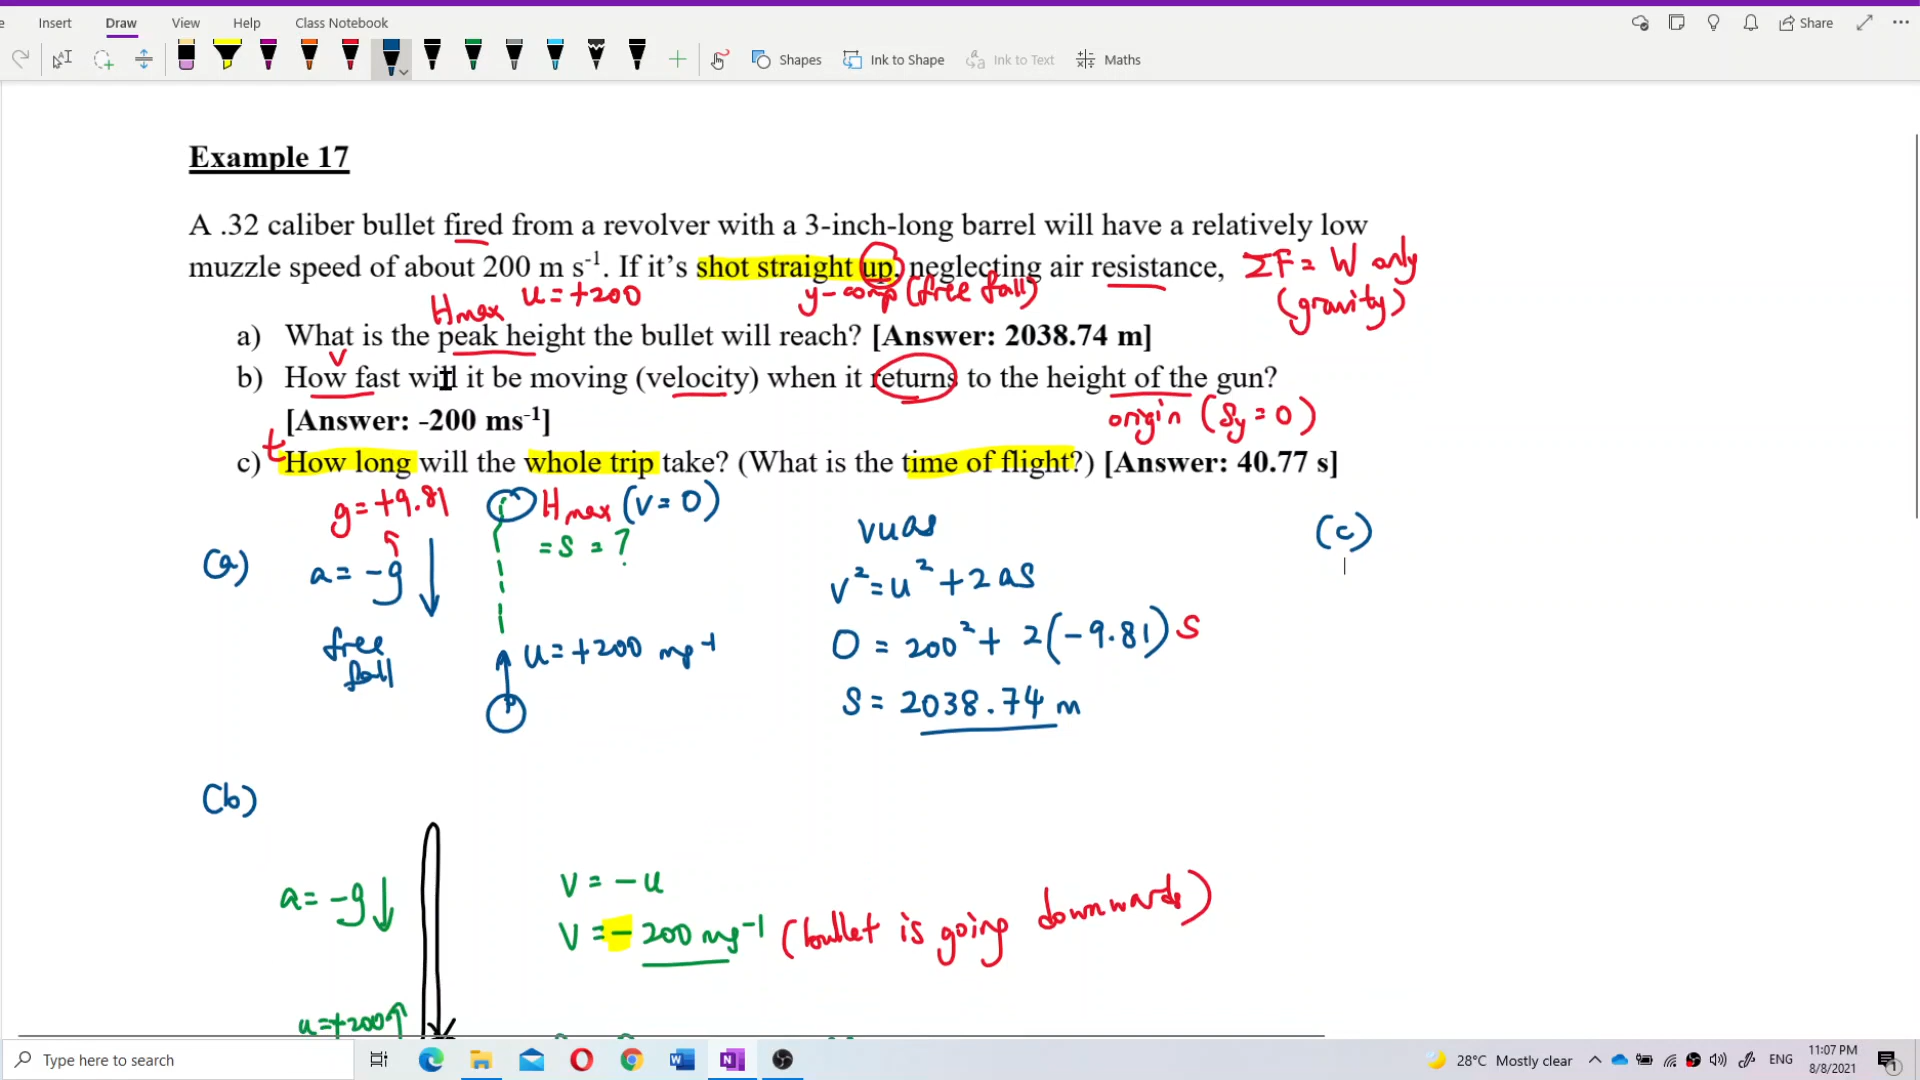 Insert Draw View Help Class Notebook Share
Shapes Ink to Shape Ink to Text Maths
Example 17
A .32 caliber bullet fired from a revolver with a 3-inch-long barrel will have a relatively low
muzzle speed of about 200 m s-1. If it's shot straight up, neglecting air resistance, ΣF = W only
Hmax u = +200 y-comp (free fall) (gravity)
a) What is the peak height the bullet will reach? [Answer: 2038.74 m]
v
b) How fast will it be moving (velocity) when it returns to the height of the gun?
[Answer: -200 ms-1] origin (Sy = 0)
t
c) How long will the whole trip take? (What is the time of flight?) [Answer: 40.77 s]
g = +9.81 Hmax (v = 0) vuas (c)
= s = ?
(a) a = -g v² = u² + 2as
free fall u = +200 ms-1 0 = 200² + 2(-9.81) s
s = 2038.74 m
(b)
a = -g v = -u
v = -200 ms-1 (bullet is going downwards)
u=+200
Type here to search 28°C Mostly clear ENG 11:07 PM
8/8/2021 1